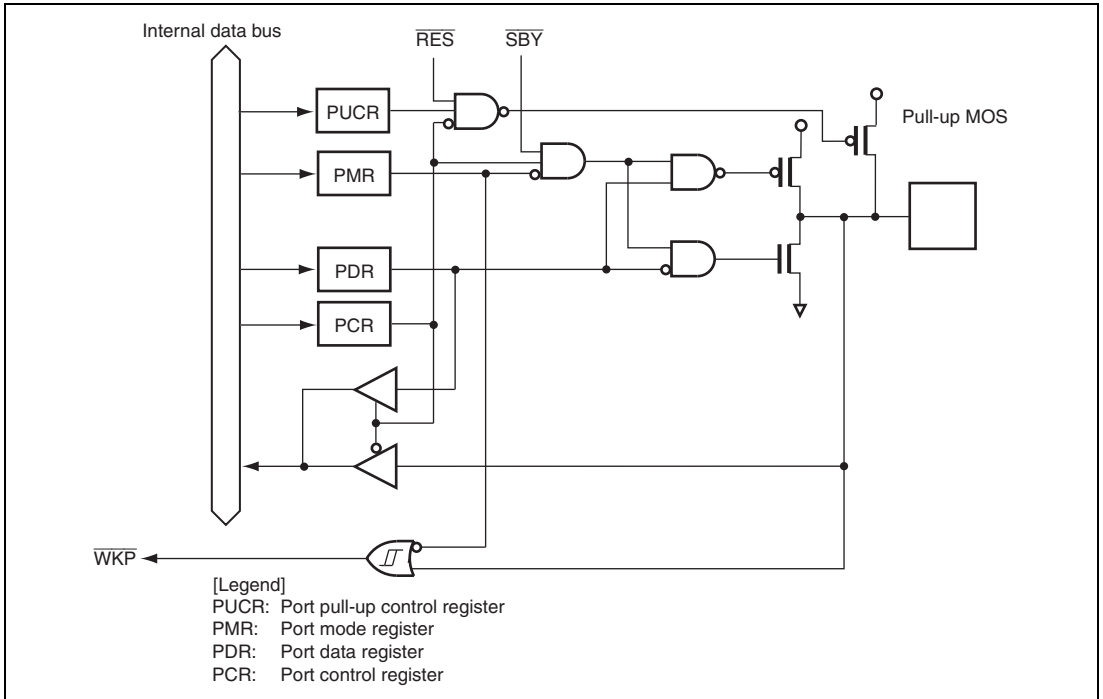 Internal data bus
RES
SBY
PUCR
Pull-up MOS
PMR
PDR
PCR
WKP
[Legend]
PUCR: Port pull-up control register
PMR: Port mode register
PDR: Port data register
PCR: Port control register